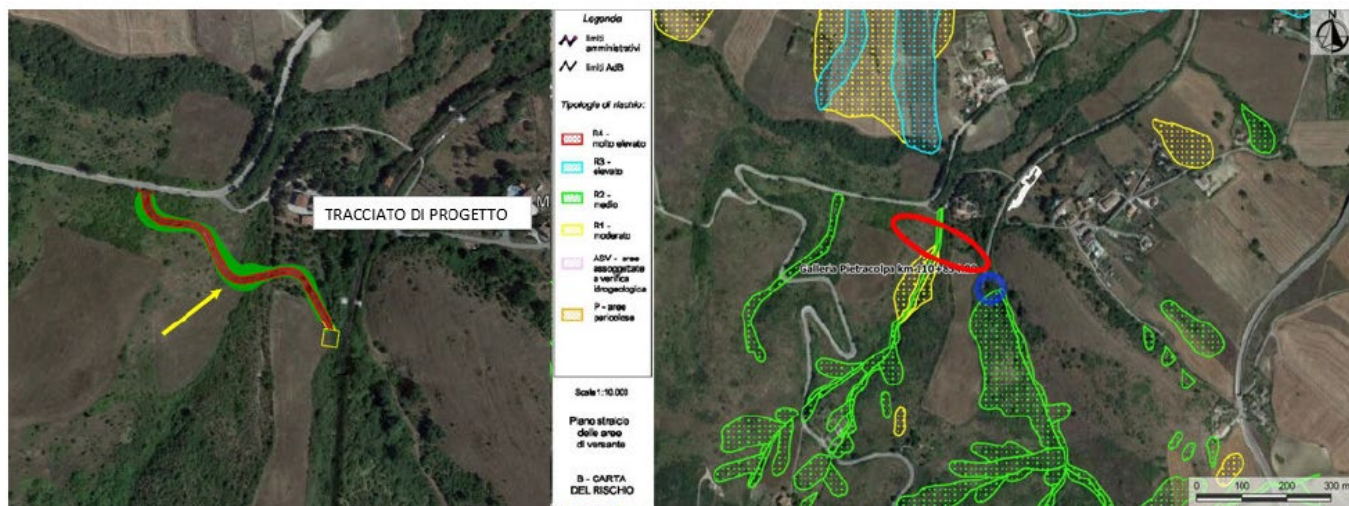 TRACCIATO DI PROGETTO
Legenda
limiti
amministrativi
limiti AdB
Tipologie di rischio:
R4 -
molto elevato
R3 -
elevato
R2 -
medio
R1 -
moderato
ASV - aree
assoggettate
a verifica
idrogeologica
P - aree
pericolose
Scala 1:10.000
Piano stralcio
delle aree
di versante
B - CARTA
DEL RISCHIO
Galleria Pietracolpa km
N
0 100 200 300 m